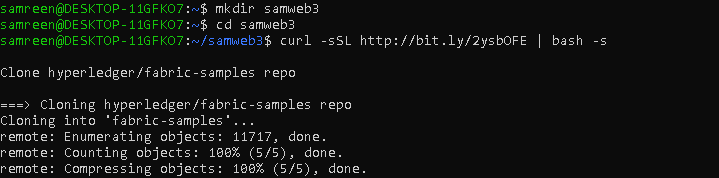 samreen@DESKTOP-11GFKO7:~$ mkdir samweb3
samreen@DESKTOP-11GFKO7:~$ cd samweb3
samreen@DESKTOP-11GFKO7:~/samweb3$ curl -sSL http://bit.ly/2ysbOFE | bash -s
Clone hyperledger/fabric-samples repo
===> Cloning hyperledger/fabric-samples repo
Cloning into 'fabric-samples'...
remote: Enumerating objects: 11717, done.
remote: Counting objects: 100% (5/5), done.
remote: Compressing objects: 100% (5/5), done.